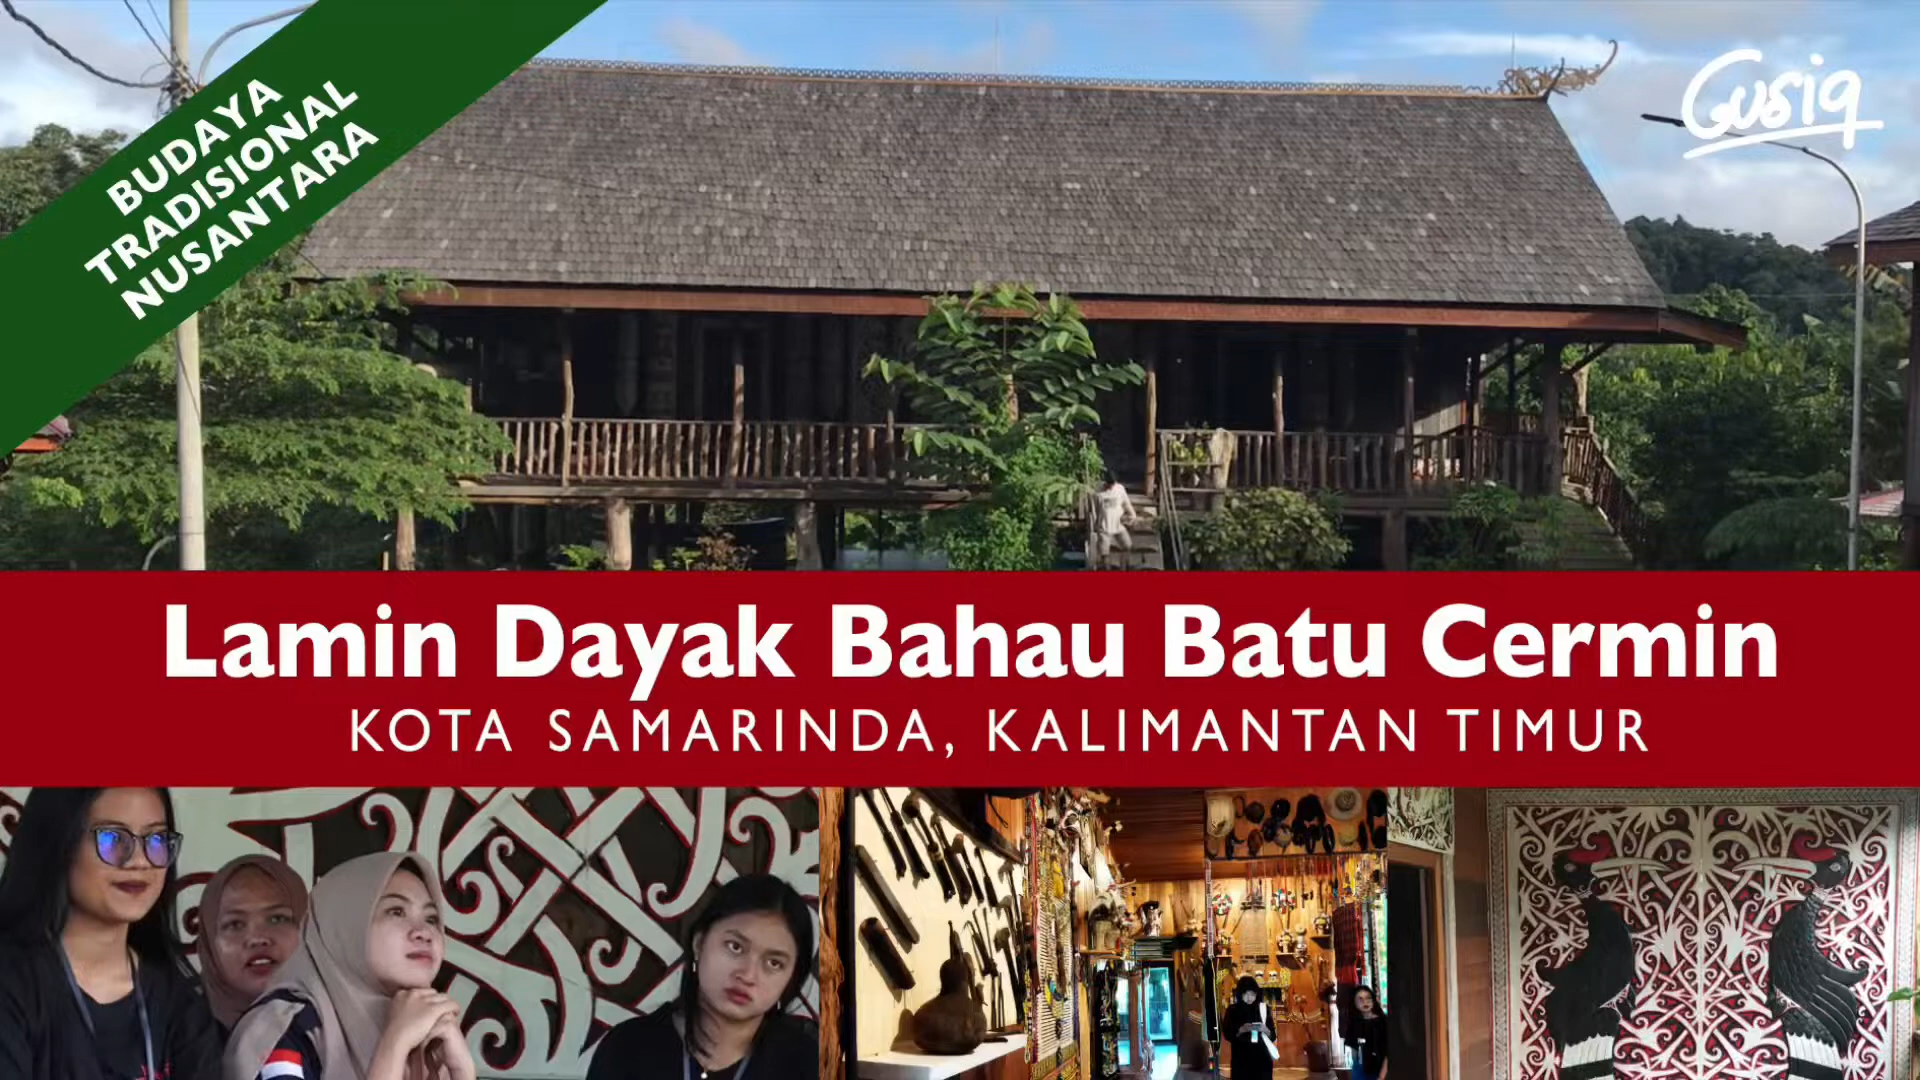 BUDAYA
TRADISIONAL
NUSANTARA
Gusiq
Lamin Dayak Bahau Batu Cermin
KOTA SAMARINDA, KALIMANTAN TIMUR